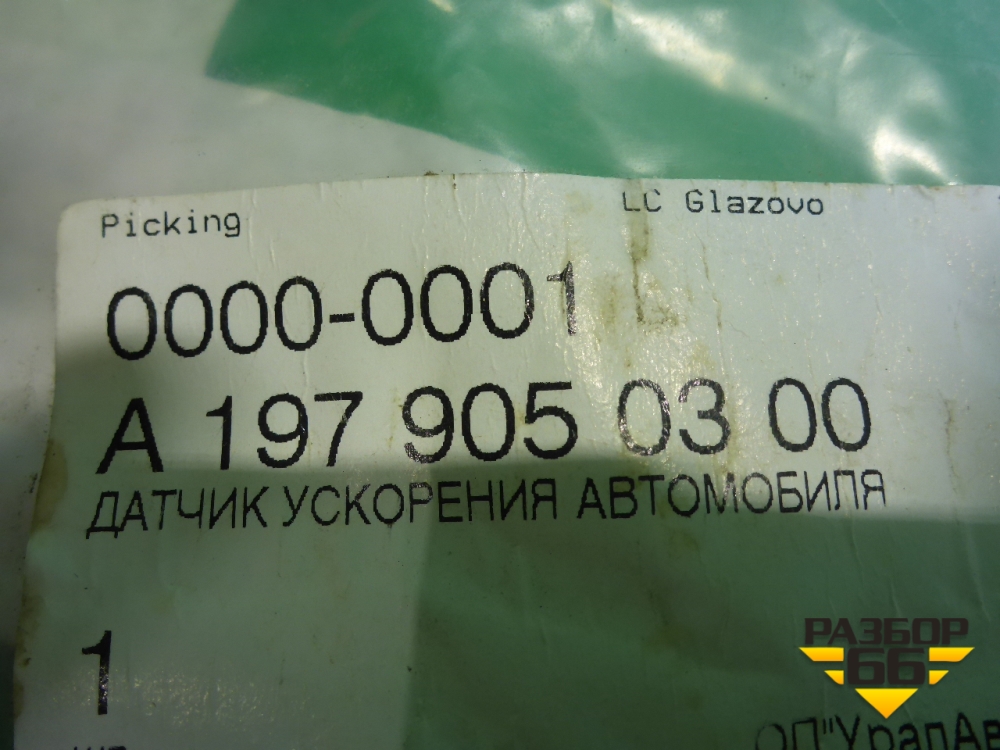 Picking
LC Glazovo
0000-0001
A 197 905 03 00
ДАТЧИК УСКОРЕНИЯ АВТОМОБИЛЯ
1
РАЗБОР
66